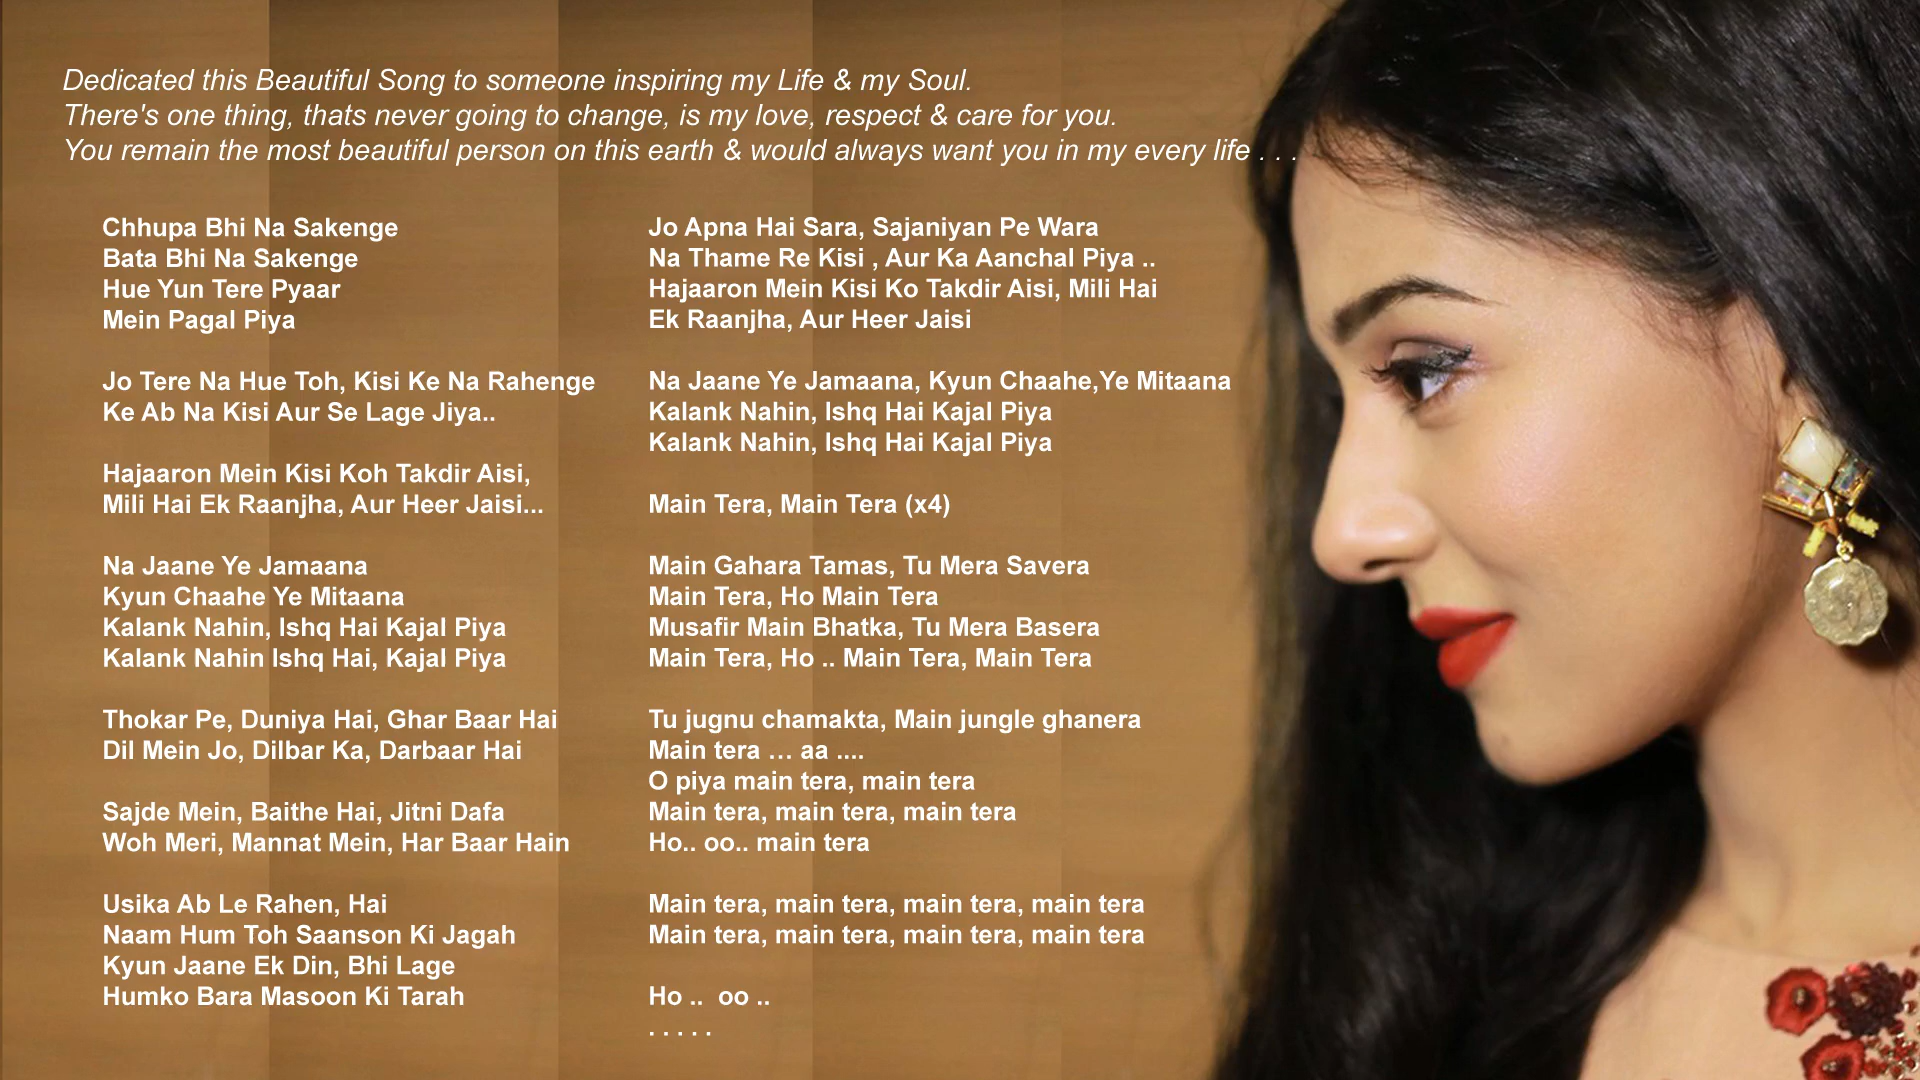 Dedicated this Beautiful Song to someone inspiring my Life & my Soul.
There's one thing, thats never going to change, is my love, respect & care for you.
You remain the most beautiful person on this earth & would always want you in my every life . . .
Chhupa Bhi Na Sakenge
Bata Bhi Na Sakenge
Hue Yun Tere Pyaar
Mein Pagal Piya
Jo Tere Na Hue Toh, Kisi Ke Na Rahenge
Ke Ab Na Kisi Aur Se Lage Jiya..
Hajaaron Mein Kisi Koh Takdir Aisi,
Mili Hai Ek Raanjha, Aur Heer Jaisi...
Na Jaane Ye Jamaana
Kyun Chaahe Ye Mitaana
Kalank Nahin, Ishq Hai Kajal Piya
Kalank Nahin Ishq Hai, Kajal Piya
Thokar Pe, Duniya Hai, Ghar Baar Hai
Dil Mein Jo, Dilbar Ka, Darbaar Hai
Sajde Mein, Baithe Hai, Jitni Dafa
Woh Meri, Mannat Mein, Har Baar Hain
Usika Ab Le Rahen, Hai
Naam Hum Toh Saanson Ki Jagah
Kyun Jaane Ek Din, Bhi Lage
Humko Bara Masoon Ki Tarah
Jo Apna Hai Sara, Sajaniyan Pe Wara
Na Thame Re Kisi , Aur Ka Aanchal Piya ..
Hajaaron Mein Kisi Ko Takdir Aisi, Mili Hai
Ek Raanjha, Aur Heer Jaisi
Na Jaane Ye Jamaana, Kyun Chaahe,Ye Mitaana
Kalank Nahin, Ishq Hai Kajal Piya
Kalank Nahin, Ishq Hai Kajal Piya
Main Tera, Main Tera (x4)
Main Gahara Tamas, Tu Mera Savera
Main Tera, Ho Main Tera
Musafir Main Bhatka, Tu Mera Basera
Main Tera, Ho .. Main Tera, Main Tera
Tu jugnu chamakta, Main jungle ghanera
Main tera … aa ....
O piya main tera, main tera
Main tera, main tera, main tera
Ho.. oo.. main tera
Main tera, main tera, main tera, main tera
Main tera, main tera, main tera, main tera
Ho ..  oo ..
. . . . .